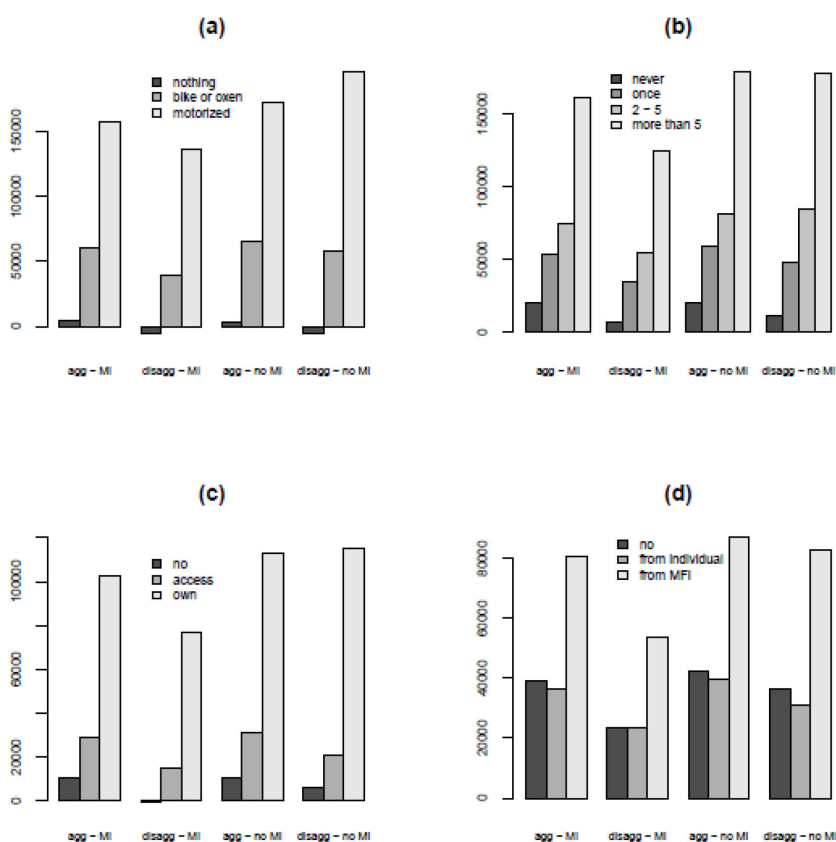 (a)
nothing
bike or oxen
motorized
0
50000
100000
150000
agg − MI
disagg − MI
agg − no MI
disagg − no MI
(b)
never
once
2 − 5
more than 5
0
50000
100000
150000
agg − MI
disagg − MI
agg − no MI
disagg − no MI
(c)
no
access
own
0
20000
60000
100000
agg − MI
disagg − MI
agg − no MI
disagg − no MI
(d)
no
from individual
from MFI
0
20000
40000
60000
80000
agg − MI
disagg − MI
agg − no MI
disagg − no MI